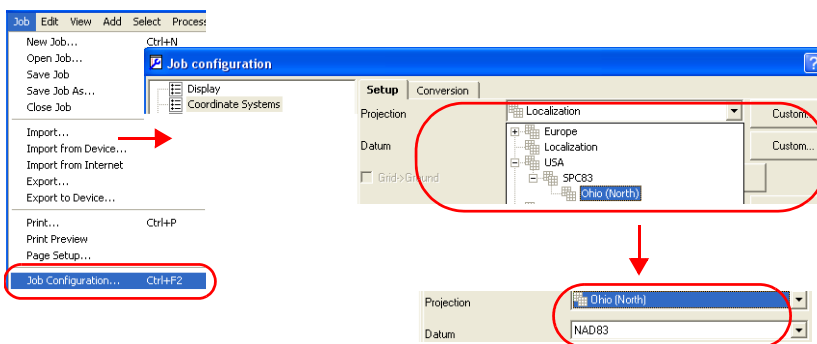 Job Edit View Add Select Process
New Job... Ctrl+N
Open Job...
Save Job
Save Job As...
Close Job
Import...
Import from Device...
Import from Internet
Export...
Export to Device...
Print... Ctrl+P
Print Preview
Page Setup...
Job Configuration... Ctrl+F2
Job configuration
?
Display
Coordinate Systems
Setup Conversion
Projection Localization Custom...
Europe
Localization
USA
SPC83
Ohio (North)
Datum Custom...
Grid->Ground
Projection Ohio (North)
Datum NAD83